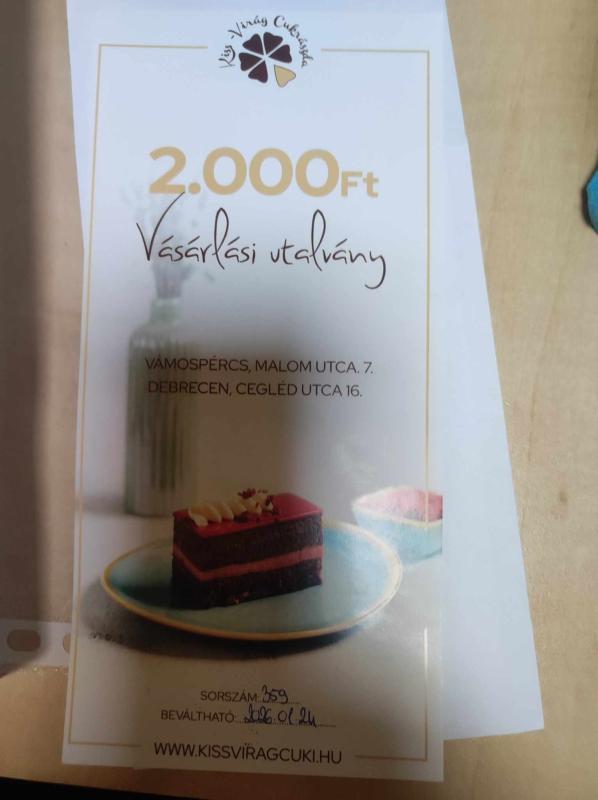 Kiss-Virág Cukrászda
2.000Ft
Vásárlási utalvány
VÁMOSPÉRCS, MALOM UTCA. 7.
DEBRECEN, CEGLÉD UTCA 16.
SORSZÁM: 359
BEVÁLTHATÓ: 2026.01.24
WWW.KISSVIRAGCUKI.HU